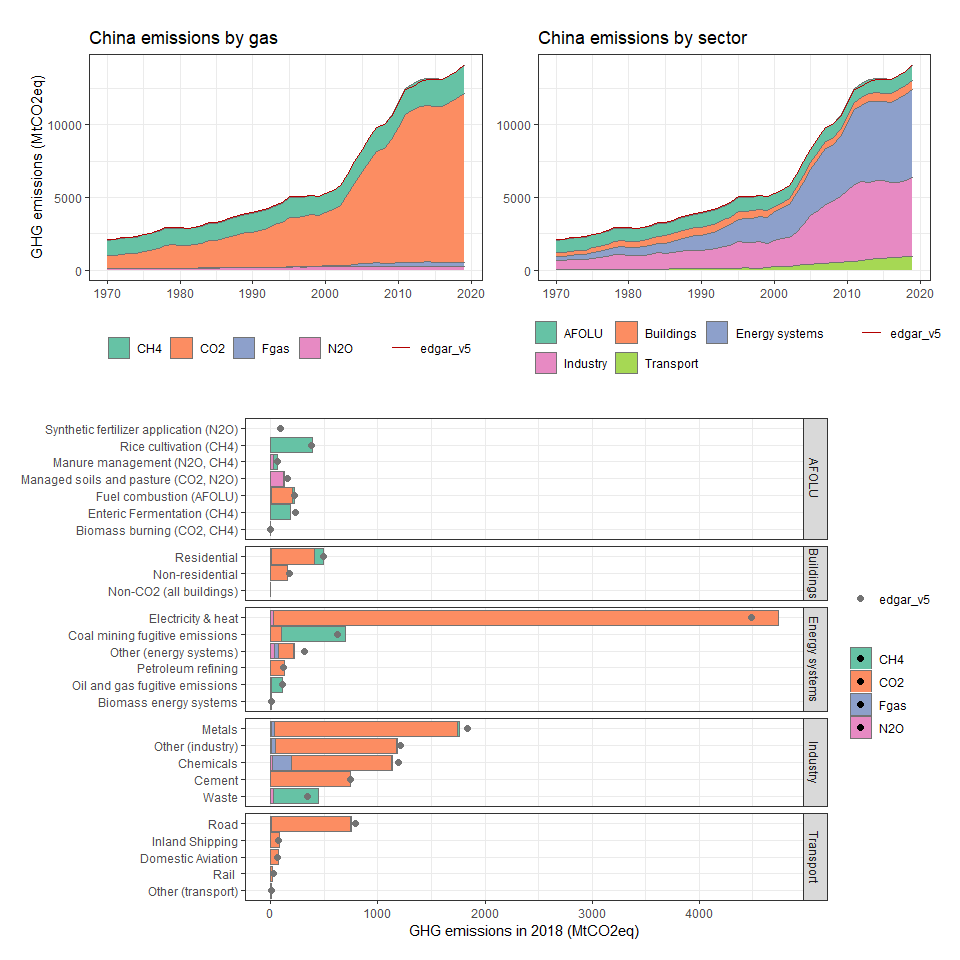 China emissions by gas
China emissions by sector
GHG emissions (MtCO2eq)
10000
5000
0
1970 1980 1990 2000 2010 2020
10000
5000
0
1970 1980 1990 2000 2010 2020
CH4 CO2 Fgas N2O edgar_v5
AFOLU Buildings Energy systems edgar_v5
Industry Transport
Synthetic fertilizer application (N2O)
Rice cultivation (CH4)
Manure management (N2O, CH4)
Managed soils and pasture (CO2, N2O)
Fuel combustion (AFOLU)
Enteric Fermentation (CH4)
Biomass burning (CO2, CH4)
AFOLU
Residential
Non-residential
Non-CO2 (all buildings)
Buildings
Electricity & heat
Coal mining fugitive emissions
Other (energy systems)
Petroleum refining
Oil and gas fugitive emissions
Biomass energy systems
Energy systems
Metals
Other (industry)
Chemicals
Cement
Waste
Industry
Road
Inland Shipping
Domestic Aviation
Rail
Other (transport)
Transport
0 1000 2000 3000 4000
GHG emissions in 2018 (MtCO2eq)
edgar_v5
CH4
CO2
Fgas
N2O